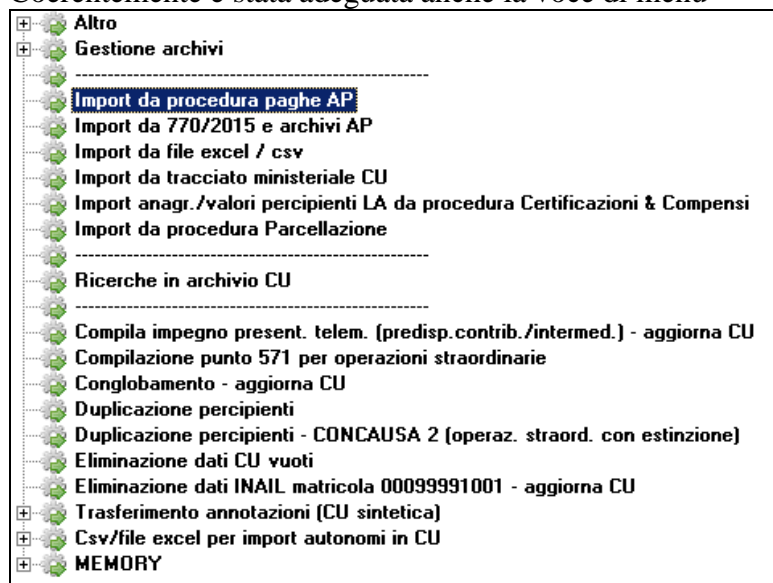 Coerentemente è stata adeguata anche la voce di menu
Altro
Gestione archivi
------------------------------------------------------
Import da procedura paghe AP
Import da 770/2015 e archivi AP
Import da file excel / csv
Import da tracciato ministeriale CU
Import anagr./valori percipienti LA da procedura Certificazioni & Compensi
Import da procedura Parcellazione
------------------------------------------------------
Ricerche in archivio CU
------------------------------------------------------
Compila impegno present. telem. (predisp.contrib./intermed.) - aggiorna CU
Compilazione punto 571 per operazioni straordinarie
Conglobamento - aggiorna CU
Duplicazione percipienti
Duplicazione percipienti - CONCAUSA 2 (operaz. straord. con estinzione)
Eliminazione dati CU vuoti
Eliminazione dati INAIL matricola 00099991001 - aggiorna CU
Trasferimento annotazioni (CU sintetica)
Csv/file excel per import autonomi in CU
MEMORY